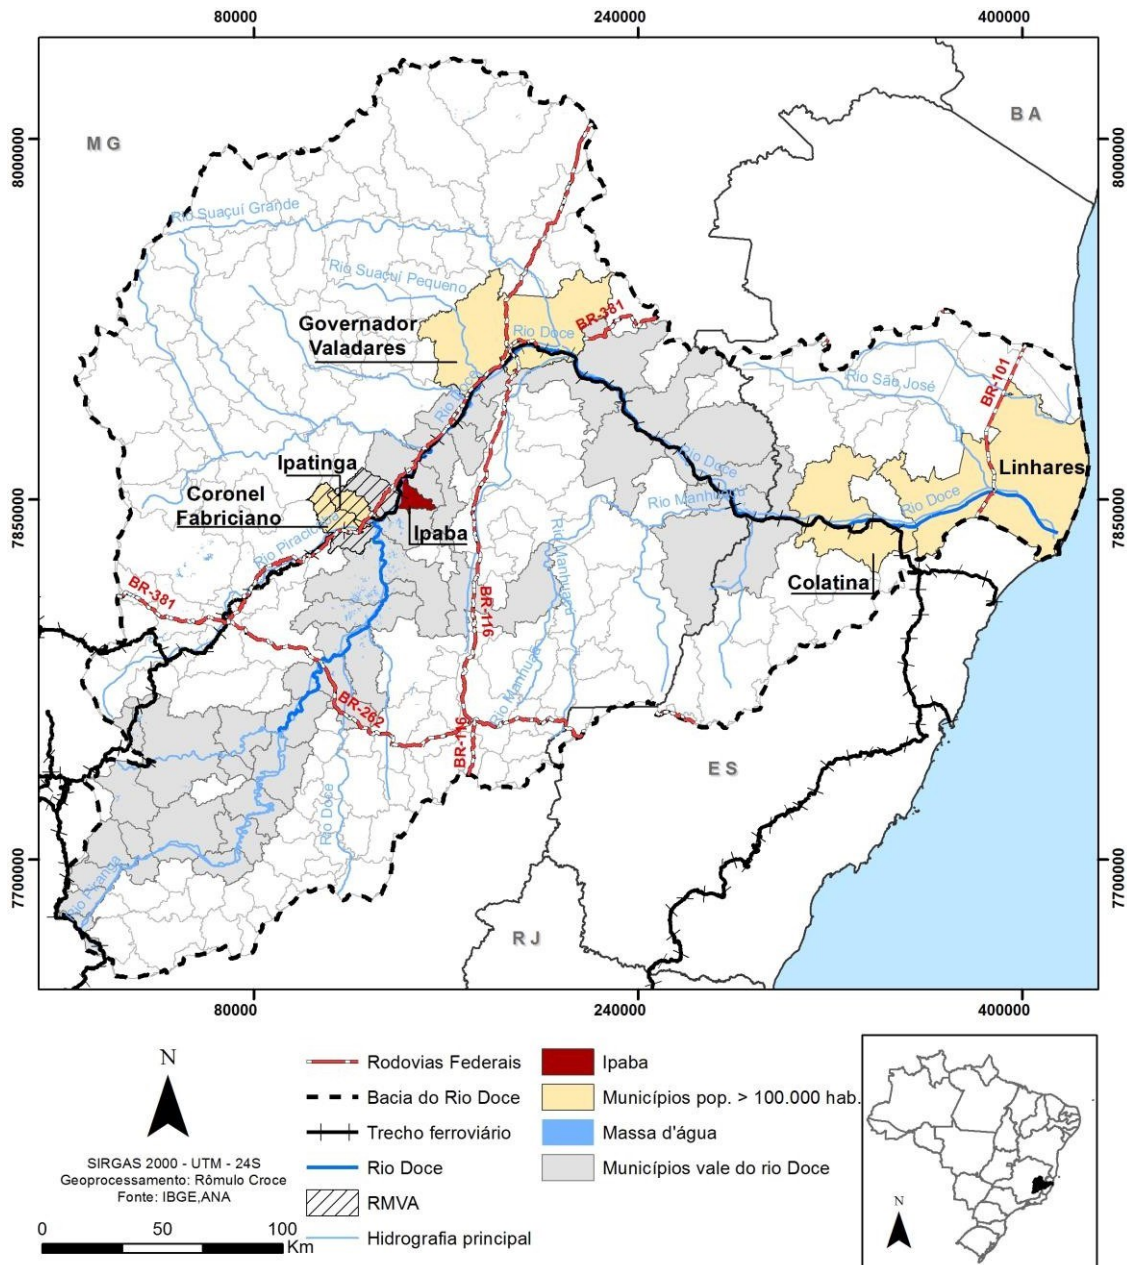 80000
240000
400000
8000000
8000000
MG
BA
Rio Suaçuí Grande
Rio Suaçuí Pequeno
Governador
Valadares
Rio Doce
BR-381
Rio São José
BR-101
Linhares
Ipatinga
Coronel
Fabriciano
Rio Doce
Rio Doce
Rio Manhuaçu
Rio Doce
7850000
7850000
Ipaba
Rio Manhuaçu
Colatina
Rio Piracicaba
BR-381
BR-116
Rio Manhuaçu
BR-262
BR-116
ES
Rio Doce
Rio Piranga
7700000
7700000
RJ
80000
240000
400000
N
SIRGAS 2000 - UTM - 24S
Geoprocessamento: Rômulo Croce
Fonte: IBGE,ANA
0 50 100
Km
Rodovias Federais
Bacia do Rio Doce
Trecho ferroviário
Rio Doce
RMVA
Hidrografia principal
Ipaba
Municípios pop. > 100.000 hab.
Massa d'água
Municípios vale do rio Doce
N